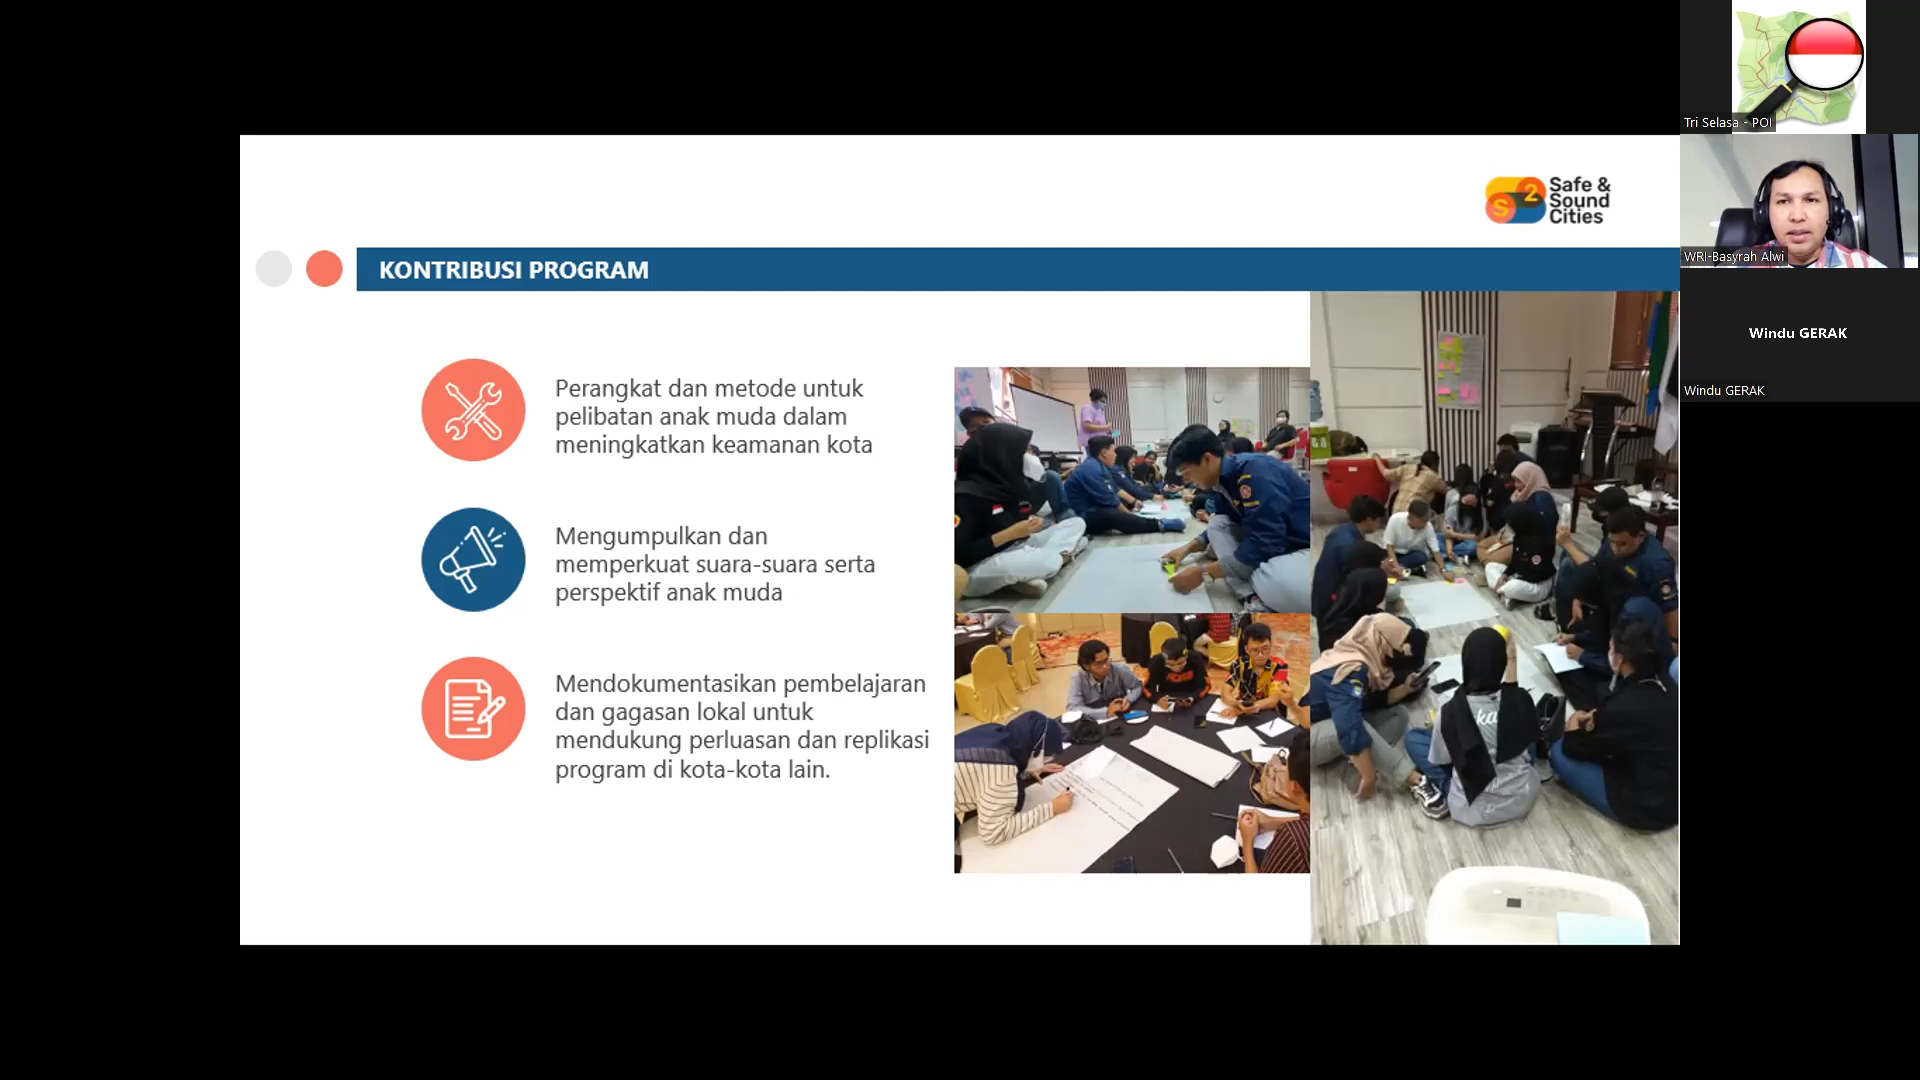 S2
Safe &
Sound
Cities
KONTRIBUSI PROGRAM
Perangkat dan metode untuk
pelibatan anak muda dalam
meningkatkan keamanan kota
Mengumpulkan dan
memperkuat suara-suara serta
perspektif anak muda
Mendokumentasikan pembelajaran
dan gagasan lokal untuk
mendukung perluasan dan replikasi
program di kota-kota lain.
Tri Selasa - POI
WRI-Basyrah Alwi
Windu GERAK
Windu GERAK